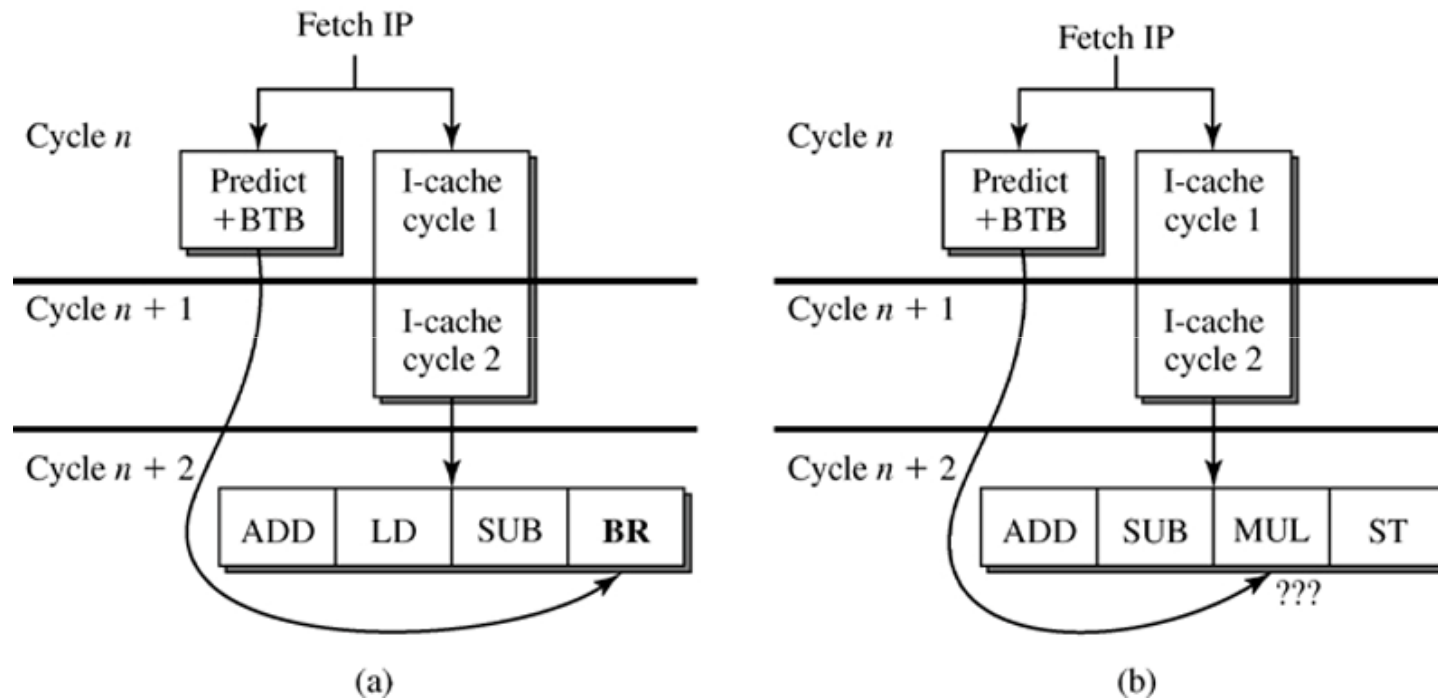 Fetch IP
Cycle n
Predict
+BTB
I-cache
cycle 1
Cycle n + 1
I-cache
cycle 2
Cycle n + 2
ADD LD SUB BR
(a)
Fetch IP
Cycle n
Predict
+BTB
I-cache
cycle 1
Cycle n + 1
I-cache
cycle 2
Cycle n + 2
ADD SUB MUL ST
???
(b)